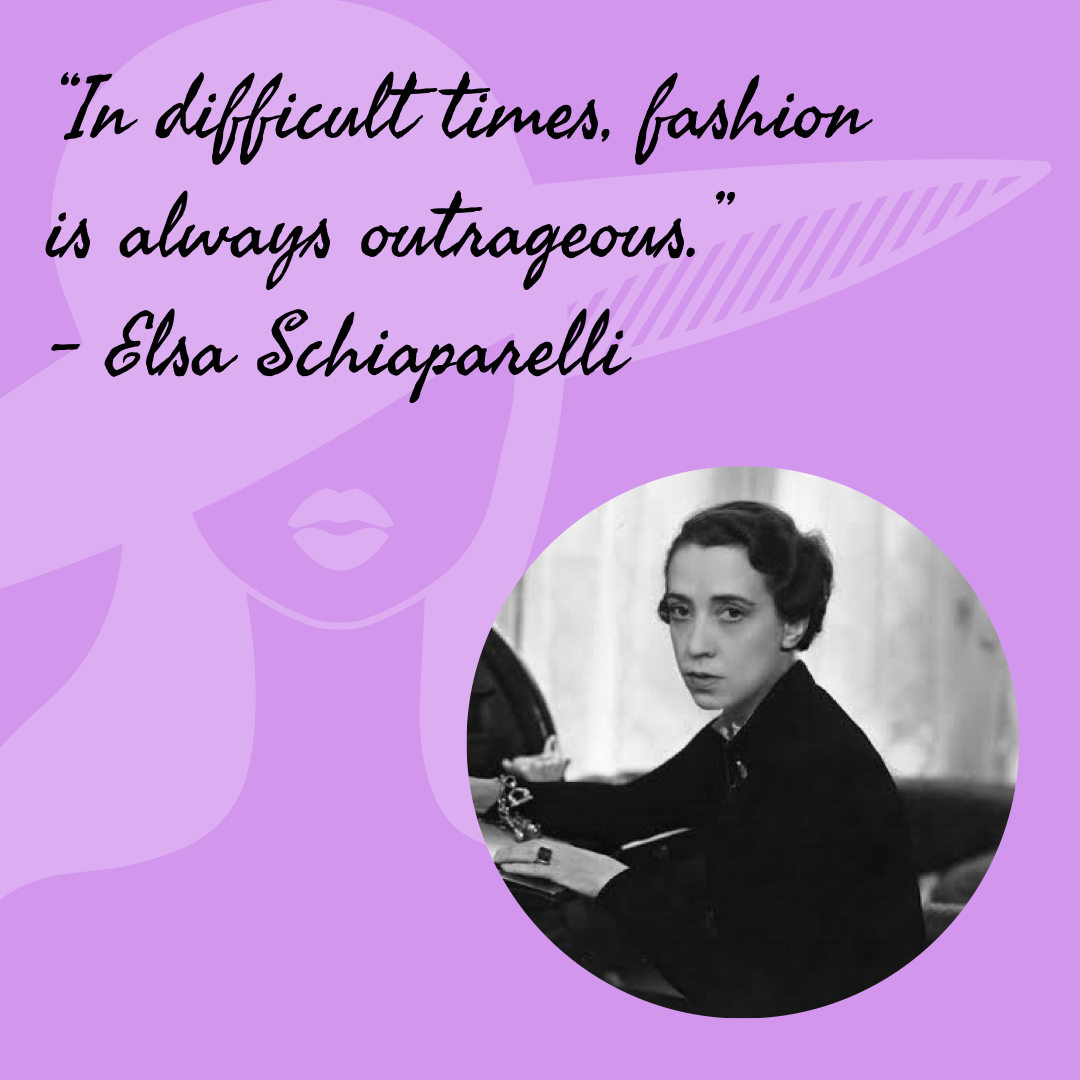 “In difficult times, fashion
is always outrageous.”
- Elsa Schiaparelli